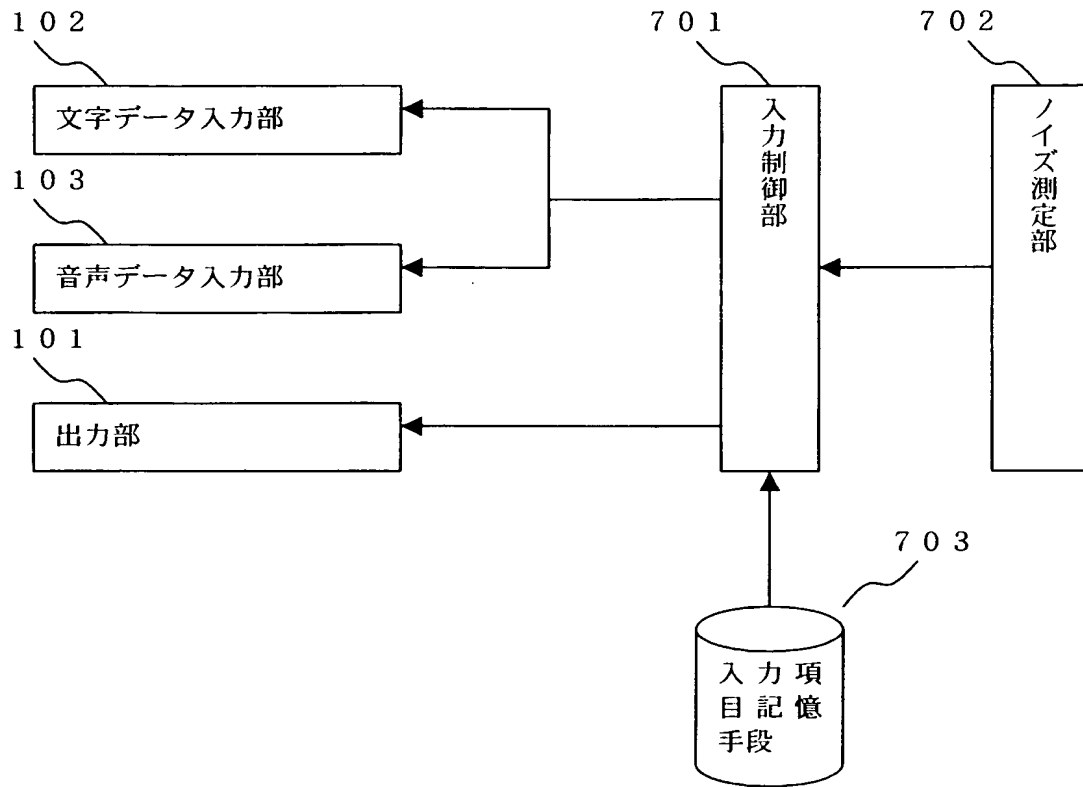 １０２
７０１
７０２
文字データ入力部
１０３
音声データ入力部
１０１
出力部
入力制御部
ノイズ測定部
７０３
入力項
目記憶
手段